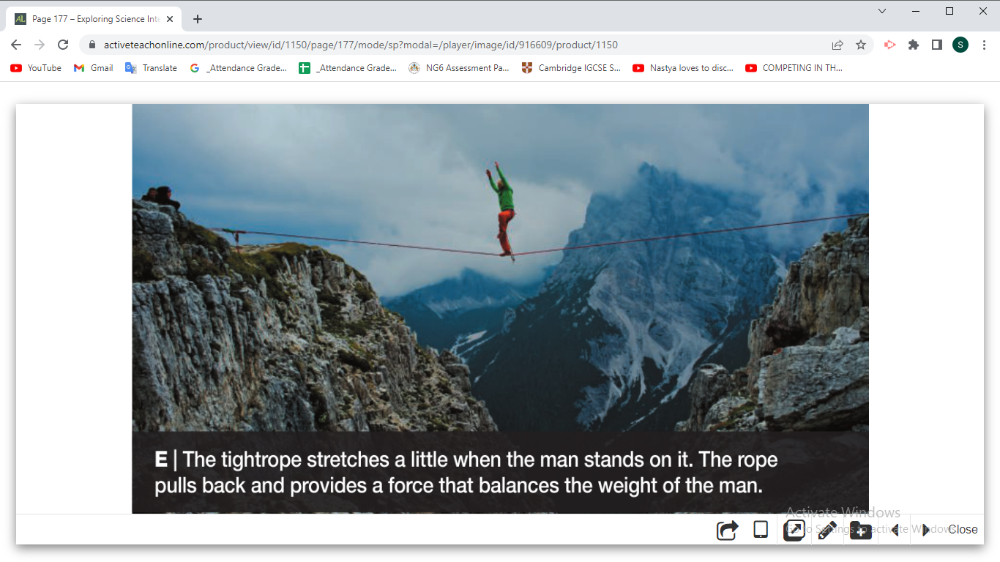 Page 177 – Exploring Science Inte
activeteachonline.com/product/view/id/1150/page/177/mode/sp?modal=/player/image/id/916609/product/1150
S
YouTube
Gmail
Translate
_Attendance Grade...
_Attendance Grade...
NG6 Assessment Pa...
Cambridge IGCSE S...
Nastya loves to disc...
COMPETING IN TH...
E | The tightrope stretches a little when the man stands on it. The rope
pulls back and provides a force that balances the weight of the man.
Activate Windows
Go to Settings to activate Windows.
Close